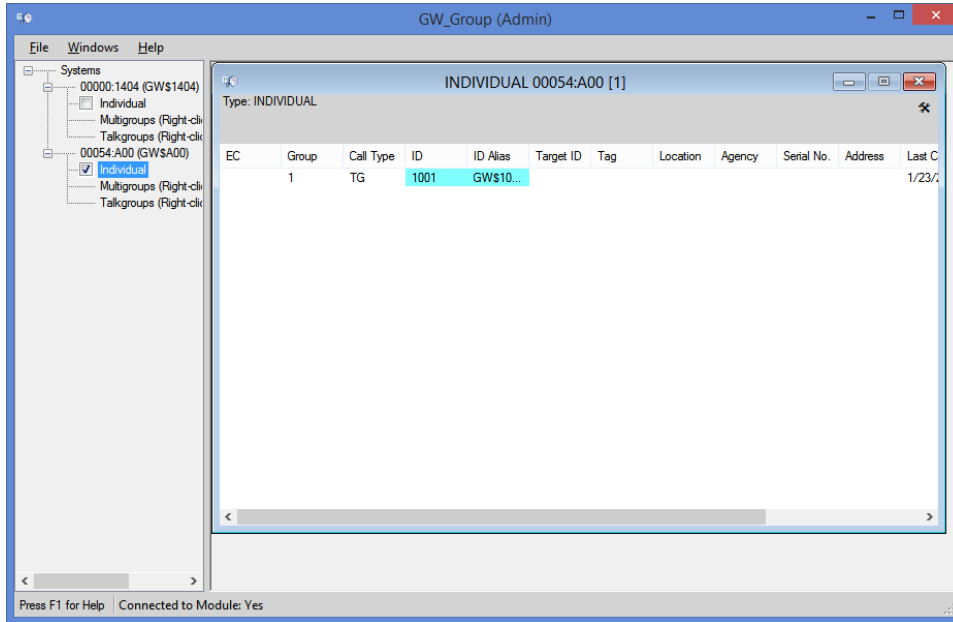 GW_Group (Admin)
File Windows Help
Systems
00000:1404 (GW$1404)
Individual
Multigroups (Right-cli
Talkgroups (Right-clic
00054:A00 (GW$A00)
Individual
Multigroups (Right-cli
Talkgroups (Right-clic
INDIVIDUAL 00054:A00 [1]
Type: INDIVIDUAL
EC Group Call Type ID ID Alias Target ID Tag Location Agency Serial No. Address Last C
1 TG 1001 GW$10... 1/23/2
Press F1 for Help Connected to Module: Yes